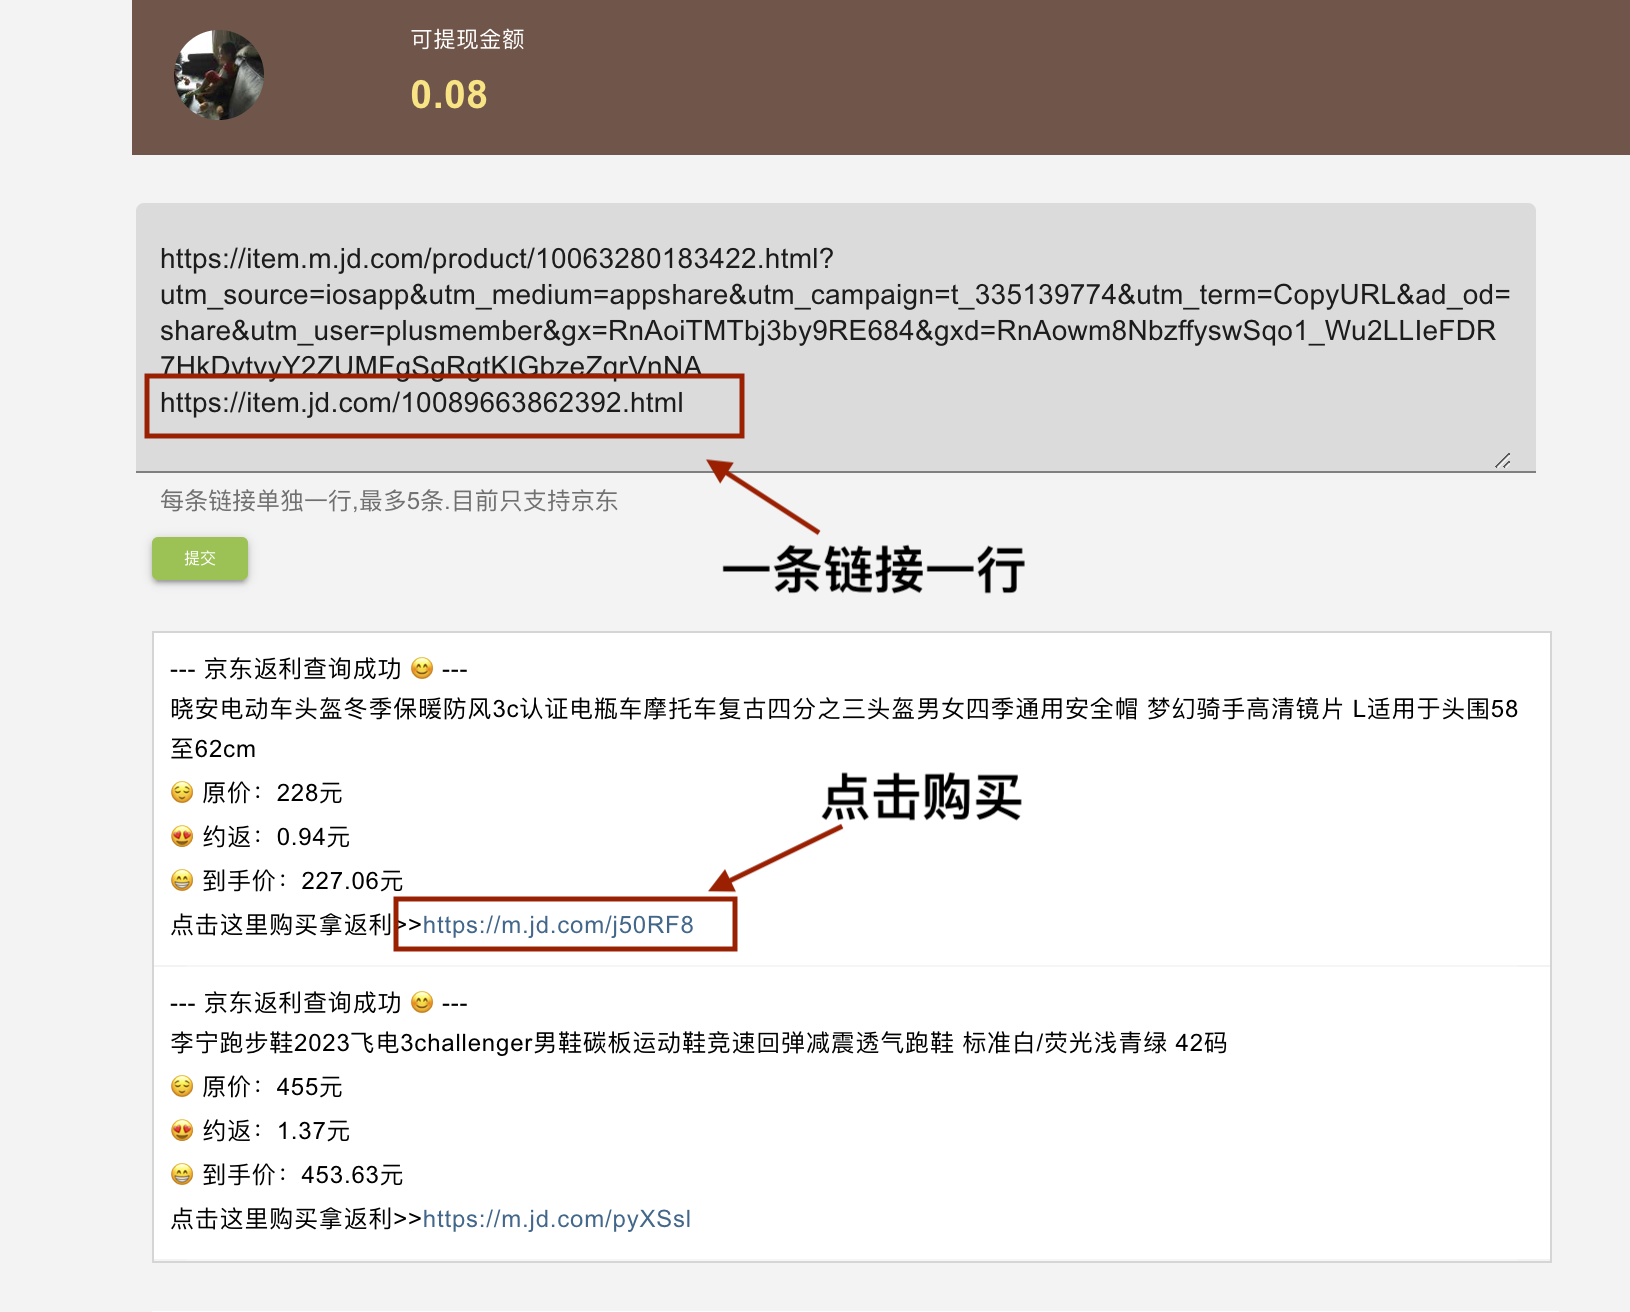 可提现金额
0.08
https://item.m.jd.com/product/10063280183422.html?
utm_source=iosapp&utm_medium=appshare&utm_campaign=t_335139774&utm_term=CopyURL&ad_od=
share&utm_user=plusmember&gx=RnAoiTMTbj3by9RE684&gxd=RnAowm8NbzffyswSqo1_Wu2LLIeFDR
7HkDytvyY2ZUMFgSgRgtKIGbzeZqrVnNA
https://item.jd.com/10089663862392.html
每条链接单独一行,最多5条.目前只支持京东
提交
一条链接一行
--- 京东返利查询成功 😊 ---
晓安电动车头盔冬季保暖防风3c认证电瓶车摩托车复古四分之三头盔男女四季通用安全帽 梦幻骑手高清镜片 L适用于头围58
至62cm
😌 原价：228元
点击购买
😍 约返：0.94元
😁 到手价：227.06元
点击这里购买拿返利>>https://m.jd.com/j50RF8
--- 京东返利查询成功 😊 ---
李宁跑步鞋2023飞电3challenger男鞋碳板运动鞋竞速回弹减震透气跑鞋 标准白/荧光浅青绿 42码
😌 原价：455元
😍 约返：1.37元
😁 到手价：453.63元
点击这里购买拿返利>>https://m.jd.com/pyXSsI